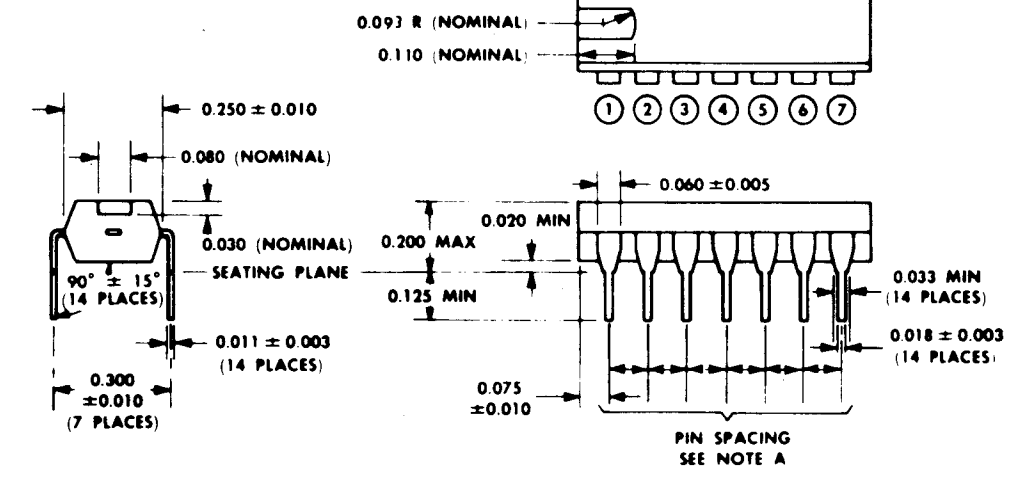 0.093 R (NOMINAL)
0.110 (NOMINAL)
1 2 3 4 5 6 7
0.250 ± 0.010
0.080 (NOMINAL)
0.030 (NOMINAL)
90° ± 15°
(14 PLACES)
SEATING PLANE
0.011 ± 0.003
(14 PLACES)
0.300
±0.010
(7 PLACES)
0.060 ±0.005
0.020 MIN
0.200 MAX
0.125 MIN
0.033 MIN
(14 PLACES)
0.018 ± 0.003
(14 PLACES)
0.075
±0.010
PIN SPACING
SEE NOTE A